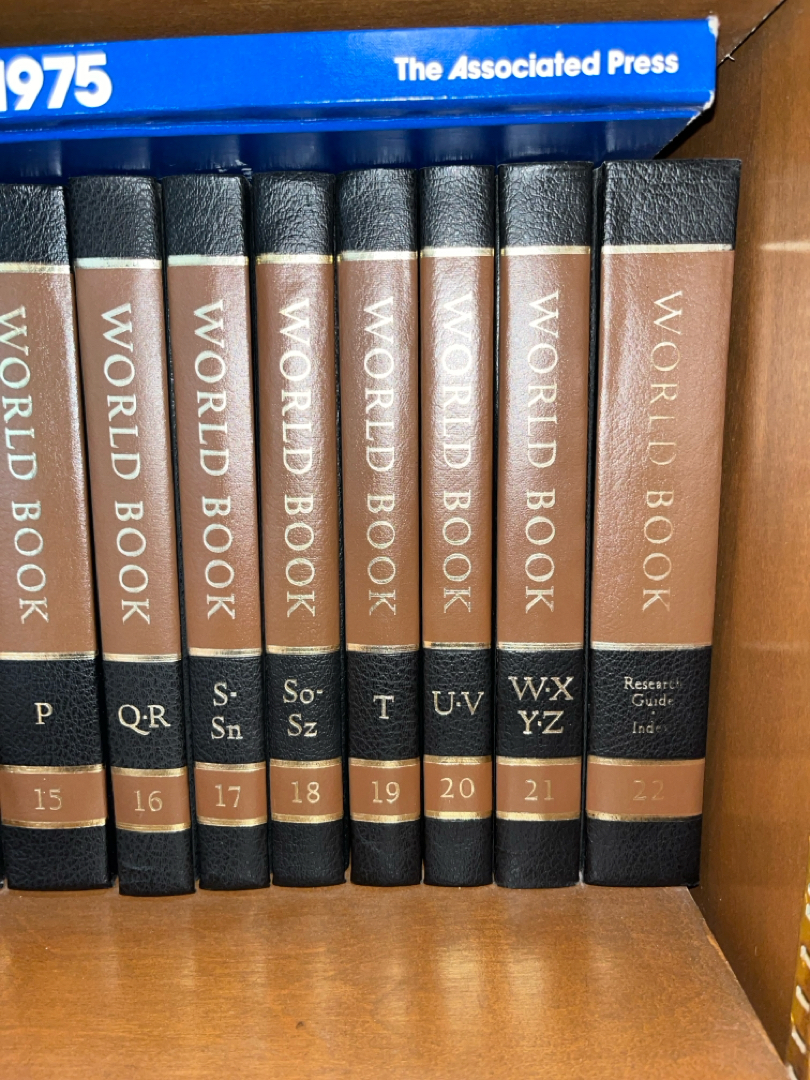 1975 The Associated Press
WORLD BOOK
P
15
WORLD BOOK
Q·R
16
WORLD BOOK
S-
Sn
17
WORLD BOOK
So-
Sz
18
WORLD BOOK
T
19
WORLD BOOK
U·V
20
WORLD BOOK
W·X
Y·Z
21
WORLD BOOK
Research
Guide
·
Index
22